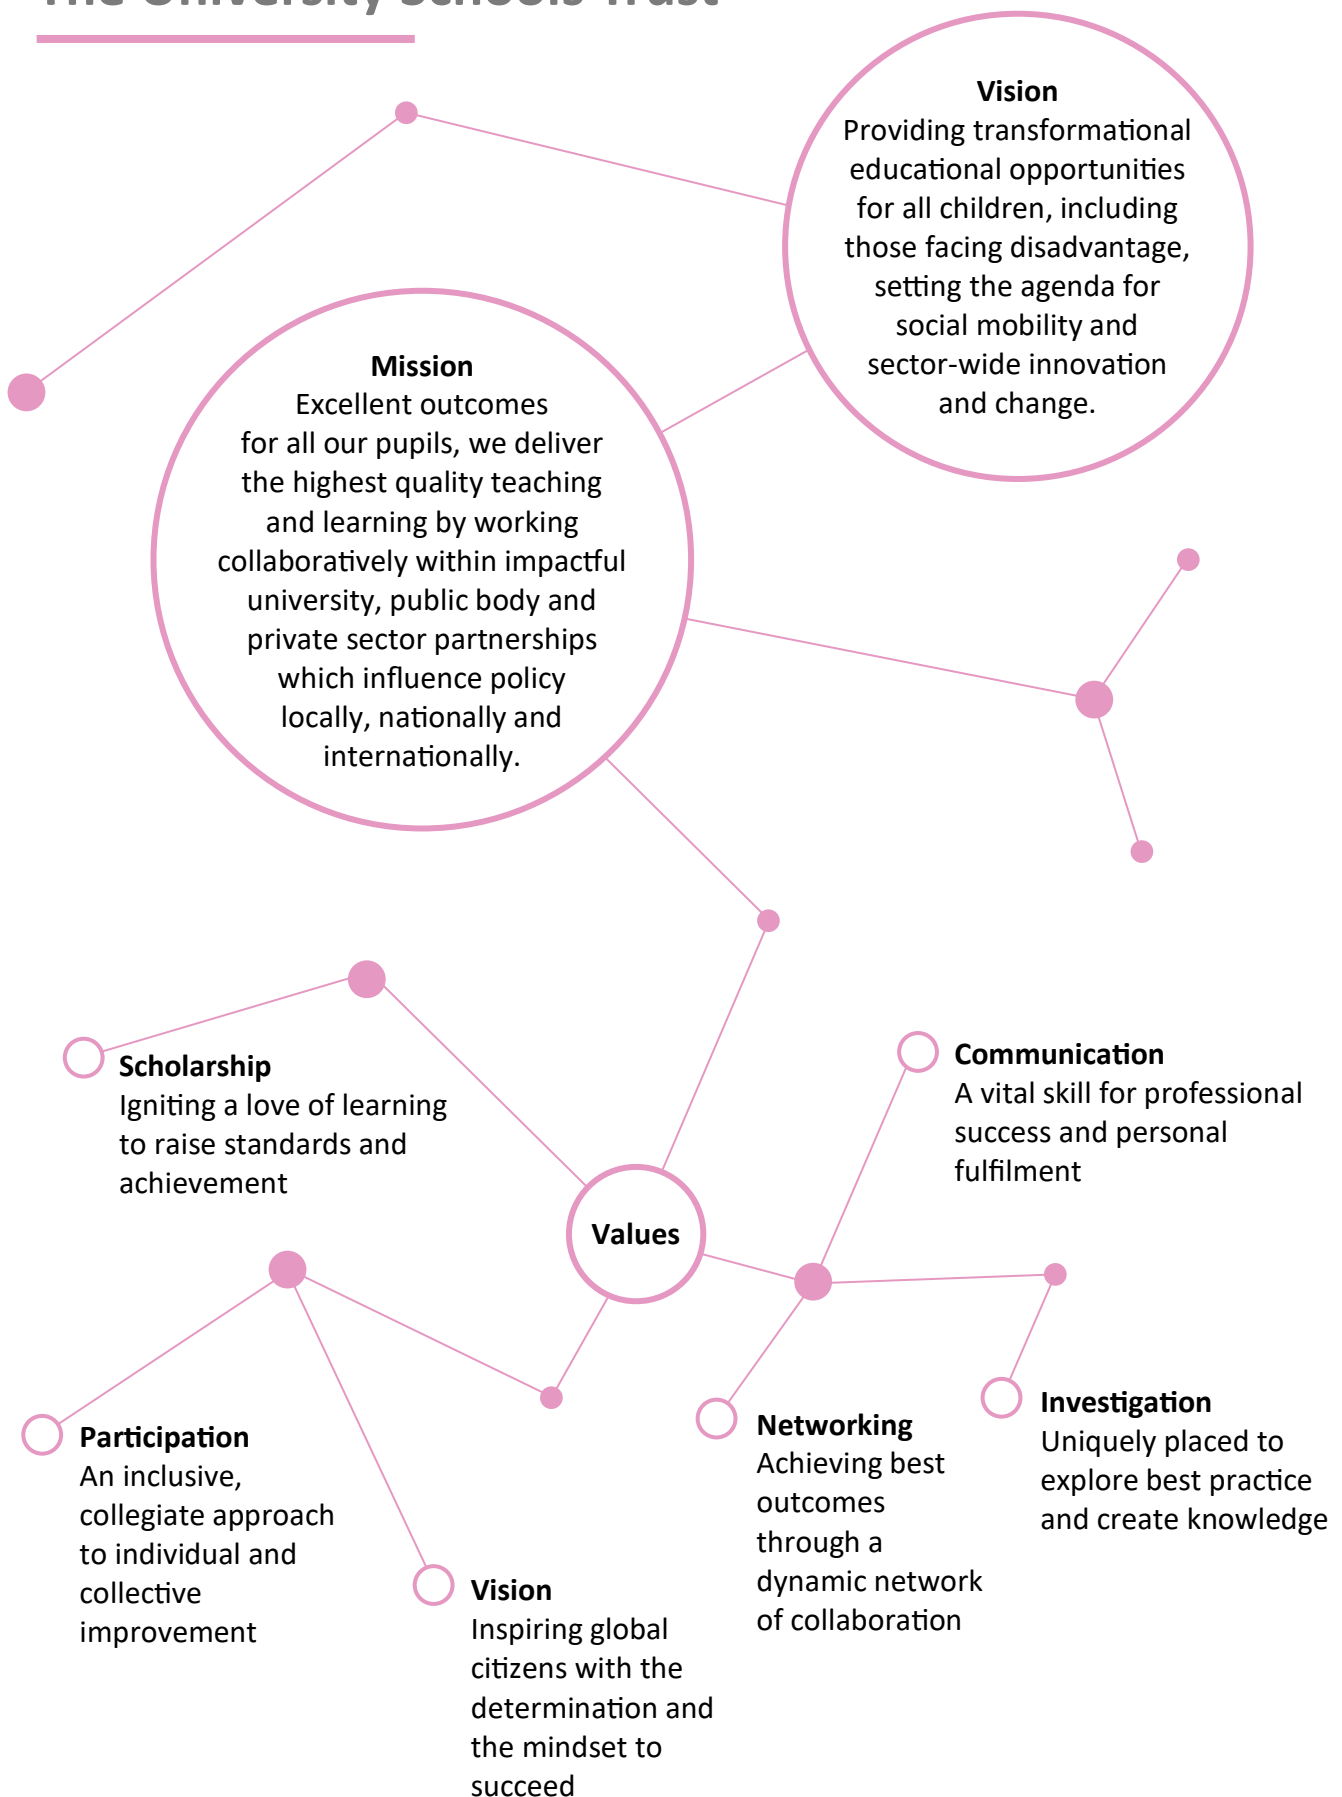 The University Schools Trust
Vision
Providing transformational
educational opportunities
for all children, including
those facing disadvantage,
setting the agenda for
social mobility and
sector-wide innovation
and change.
Mission
Excellent outcomes
for all our pupils, we deliver
the highest quality teaching
and learning by working
collaboratively within impactful
university, public body and
private sector partnerships
which influence policy
locally, nationally and
internationally.
Scholarship
Igniting a love of learning
to raise standards and
achievement
Communication
A vital skill for professional
success and personal
fulfilment
Values
Participation
An inclusive,
collegiate approach
to individual and
collective
improvement
Vision
Inspiring global
citizens with the
determination and
the mindset to
succeed
Networking
Achieving best
outcomes
through a
dynamic network
of collaboration
Investigation
Uniquely placed to
explore best practice
and create knowledge